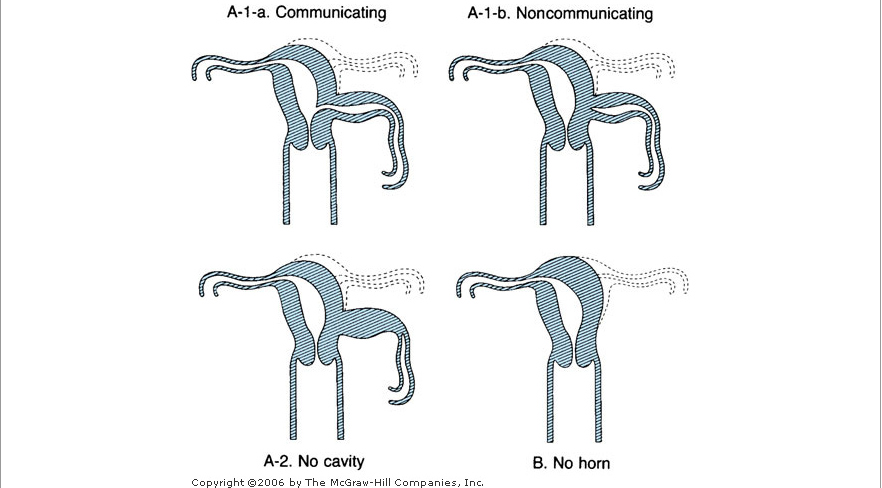 A-1-a. Communicating
A-1-b. Noncommunicating
A-2. No cavity
B. No horn
Copyright ©2006 by The McGraw-Hill Companies, Inc.